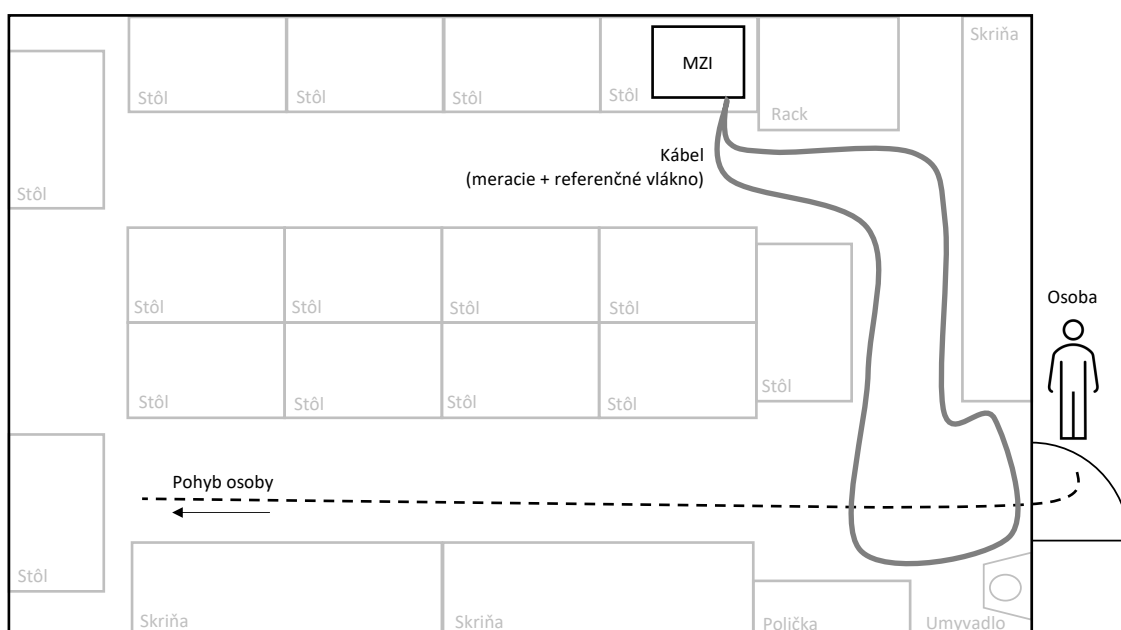 Skriňa
MZI
Stôl
Stôl
Stôl
Stôl
Rack
Kábel
(meracie + referenčné vlákno)
Stôl
Osoba
Stôl
Stôl
Stôl
Stôl
Stôl
Stôl
Stôl
Stôl
Stôl
Pohyb osoby
Stôl
Skriňa
Skriňa
Polička
Umyvadlo